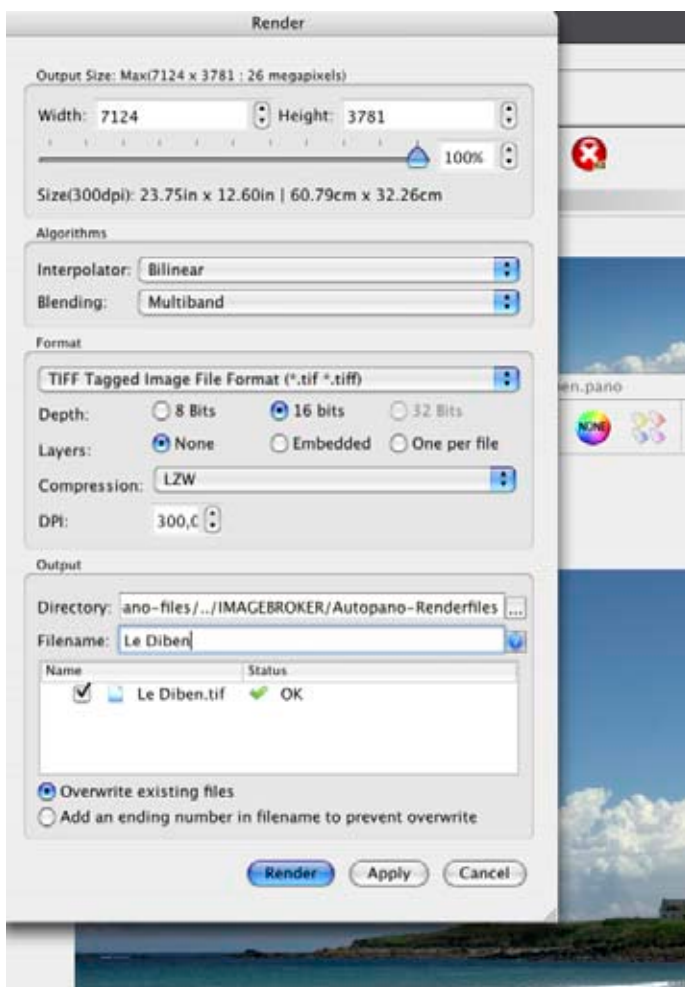 Render
Output Size: Max(7124 x 3781 : 26 megapixels)
Width: 7124 Height: 3781
100%
Size(300dpi): 23.75in x 12.60in | 60.79cm x 32.26cm
Algorithms
Interpolator: Bilinear
Blending: Multiband
Format
TIFF Tagged Image File Format (*.tif *.tiff)
Depth: 8 Bits 16 bits 32 Bits
Layers: None Embedded One per file
Compression: LZW
DPI: 300,0
Output
Directory: ano-files/../IMAGEBROKER/Autopano-Renderfiles ...
Filename: Le Diben
Name Status
Le Diben.tif OK
Overwrite existing files
Add an ending number in filename to prevent overwrite
Render Apply Cancel
en.pano
NONE